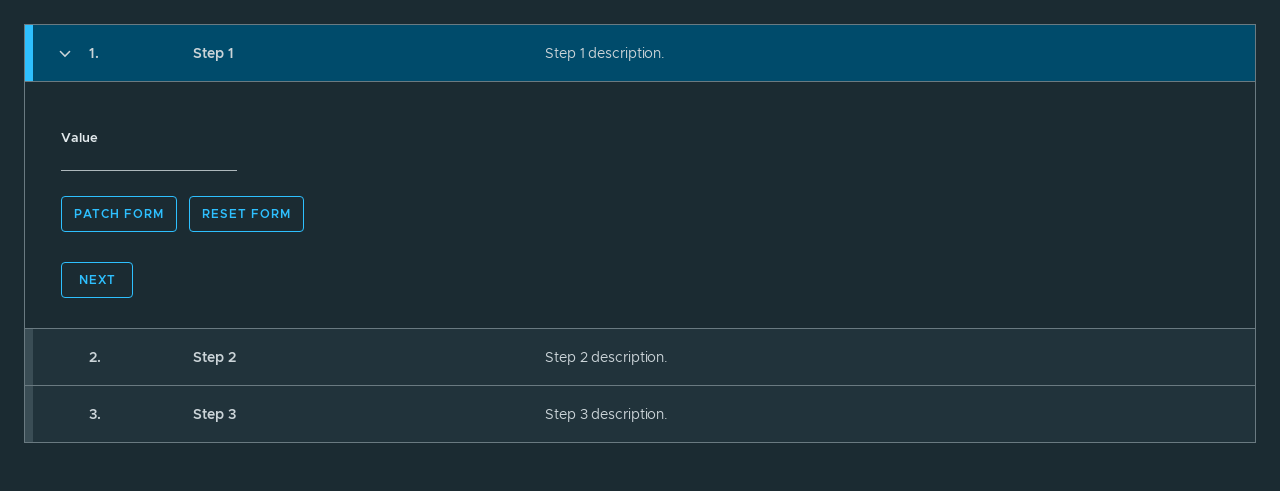 1. Step 1 Step 1 description.
Value
PATCH FORM RESET FORM
NEXT
2. Step 2 Step 2 description.
3. Step 3 Step 3 description.